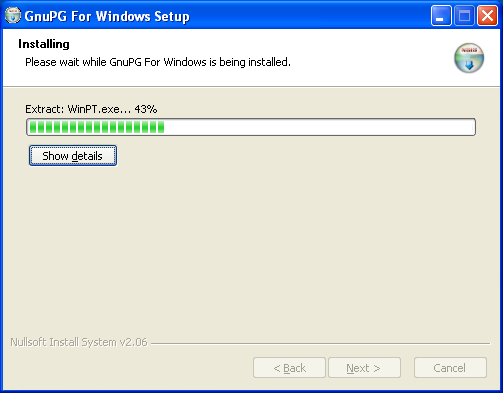 GnuPG For Windows Setup
Installing
Please wait while GnuPG For Windows is being installed.
Extract: WinPT.exe... 43%
Show details
Nullsoft Install System v2.06
< Back
Next >
Cancel